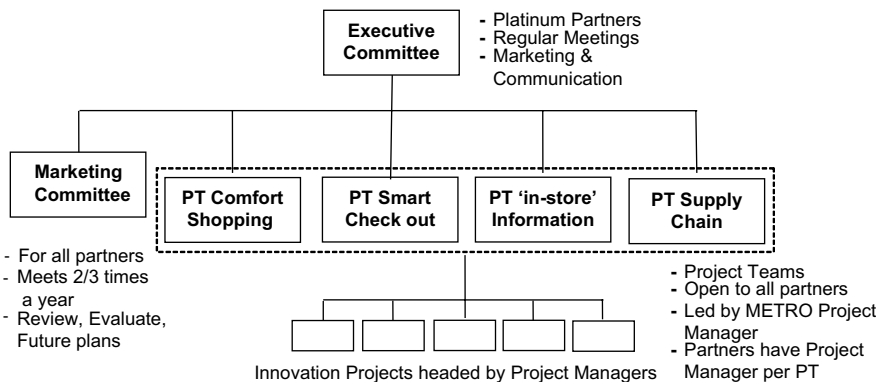 Executive
Committee
- Platinum Partners
- Regular Meetings
- Marketing &
Communication
Marketing
Committee
PT Comfort
Shopping
PT Smart
Check out
PT ‘in-store’
Information
PT Supply
Chain
- For all partners
- Meets 2/3 times
a year
- Review, Evaluate,
Future plans
- Project Teams
- Open to all partners
- Led by METRO Project
Manager
- Partners have Project
Manager per PT
Innovation Projects headed by Project Managers